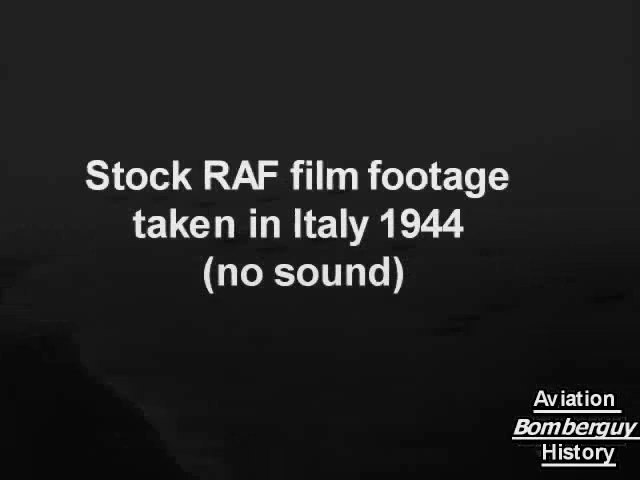 Stock RAF film footage
taken in Italy 1944
(no sound)
Aviation
Bomberguy
History